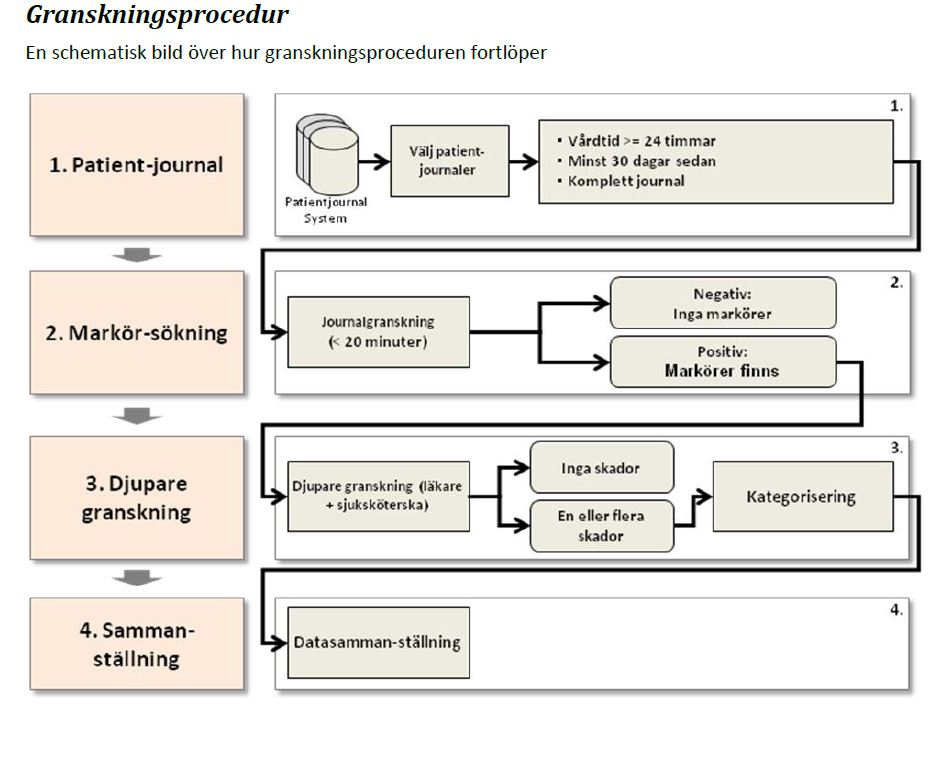 Granskningsprocedur
En schematisk bild över hur granskningsproceduren fortlöper
1. Patient-journal
1.
Patientjournal
System
Välj patient-
journaler
▪ Vårdtid >= 24 timmar
▪ Minst 30 dagar sedan
▪ Komplett journal
2. Markör-sökning
2.
Journalgranskning
(< 20 minuter)
Negativ:
Inga markörer
Positiv:
Markörer finns
3. Djupare
granskning
3.
Djupare granskning (läkare
+ sjuksköterska)
Inga skador
En eller flera
skador
Kategorisering
4. Samman-
ställning
4.
Datasamman-ställning